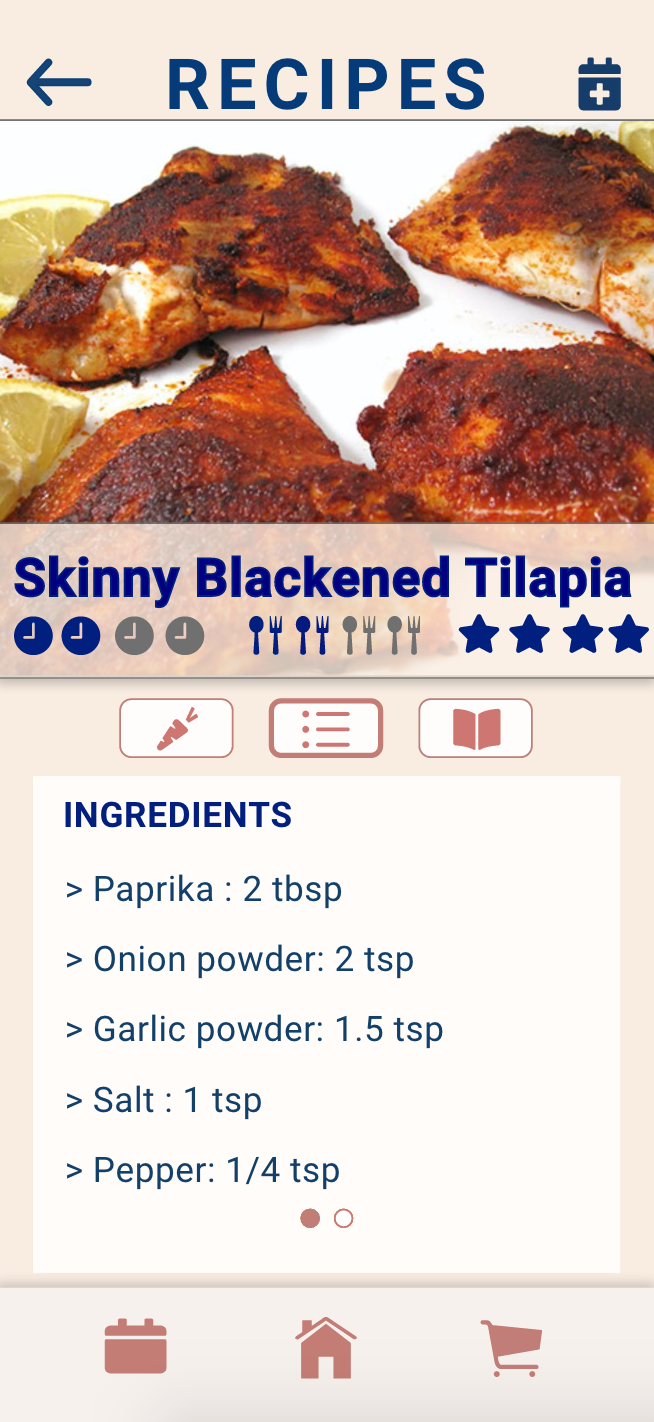 RECIPES
Skinny Blackened Tilapia
INGREDIENTS
> Paprika : 2 tbsp
> Onion powder: 2 tsp
> Garlic powder: 1.5 tsp
> Salt : 1 tsp
> Pepper: 1/4 tsp